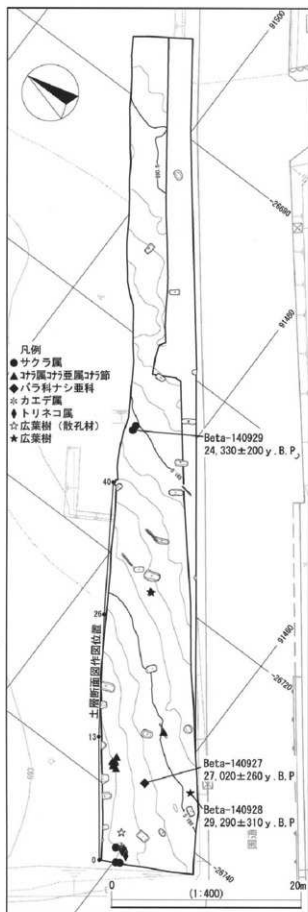 91500
-26680
凡例
●サクラ属
▲コナラ属コナラ亜属コナラ節
◆バラ科ナシ亜科
✲カエデ属
♦トリネコ属
☆広葉樹（散孔材）
★広葉樹
91480
Beta-140929
24,330±200y.B.P
40
26
土層断面図作図位置
91460
-26720
13
Beta-140927
27,020±260y.B.P
Beta-140928
29,290±310y.B.P
0
-26740
0
(1:400)
20m